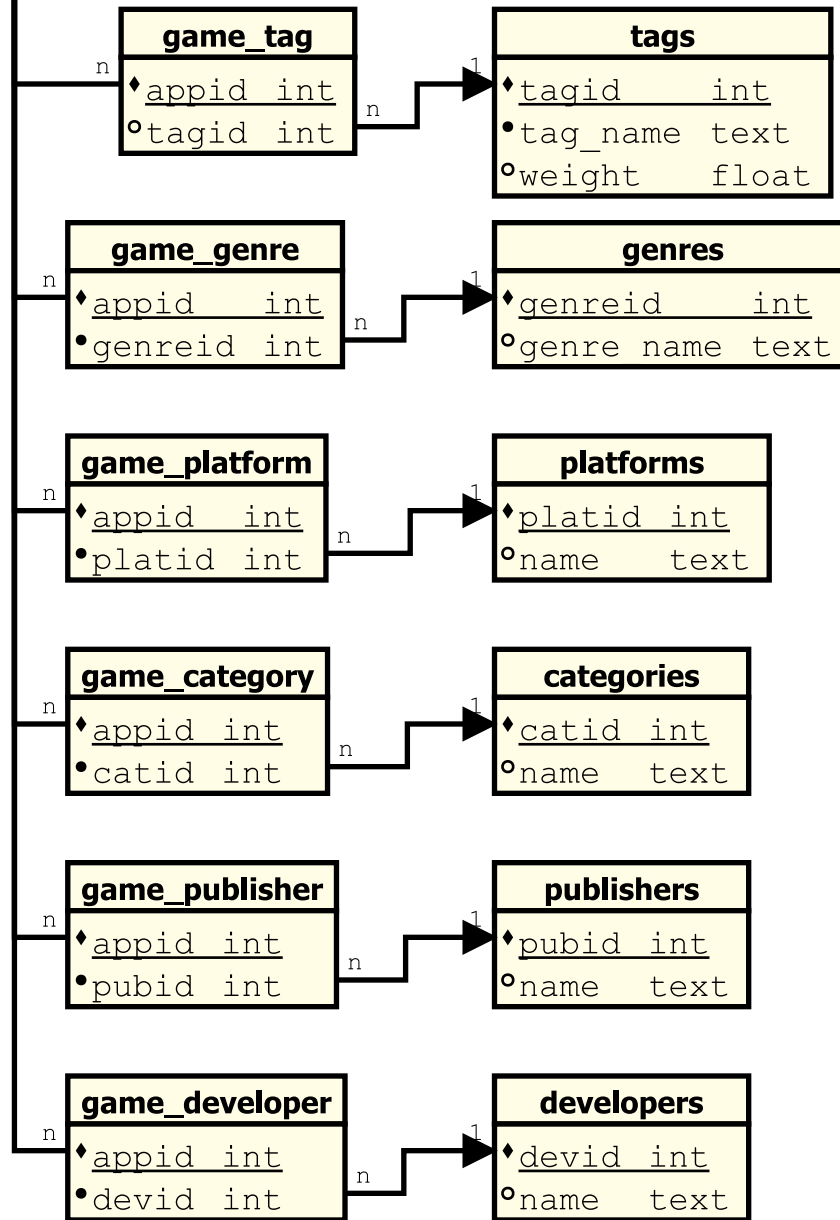 game_tag
n
appid int
tagid int
n
tags
1
tagid int
tag_name text
weight float
game_genre
n
appid int
genreid int
n
genres
1
genreid int
genre name text
game_platform
n
appid int
platid int
n
platforms
1
platid int
name text
game_category
n
appid int
catid int
n
categories
1
catid int
name text
game_publisher
n
appid int
pubid int
n
publishers
1
pubid int
name text
game_developer
n
appid int
devid int
n
developers
1
devid int
name text